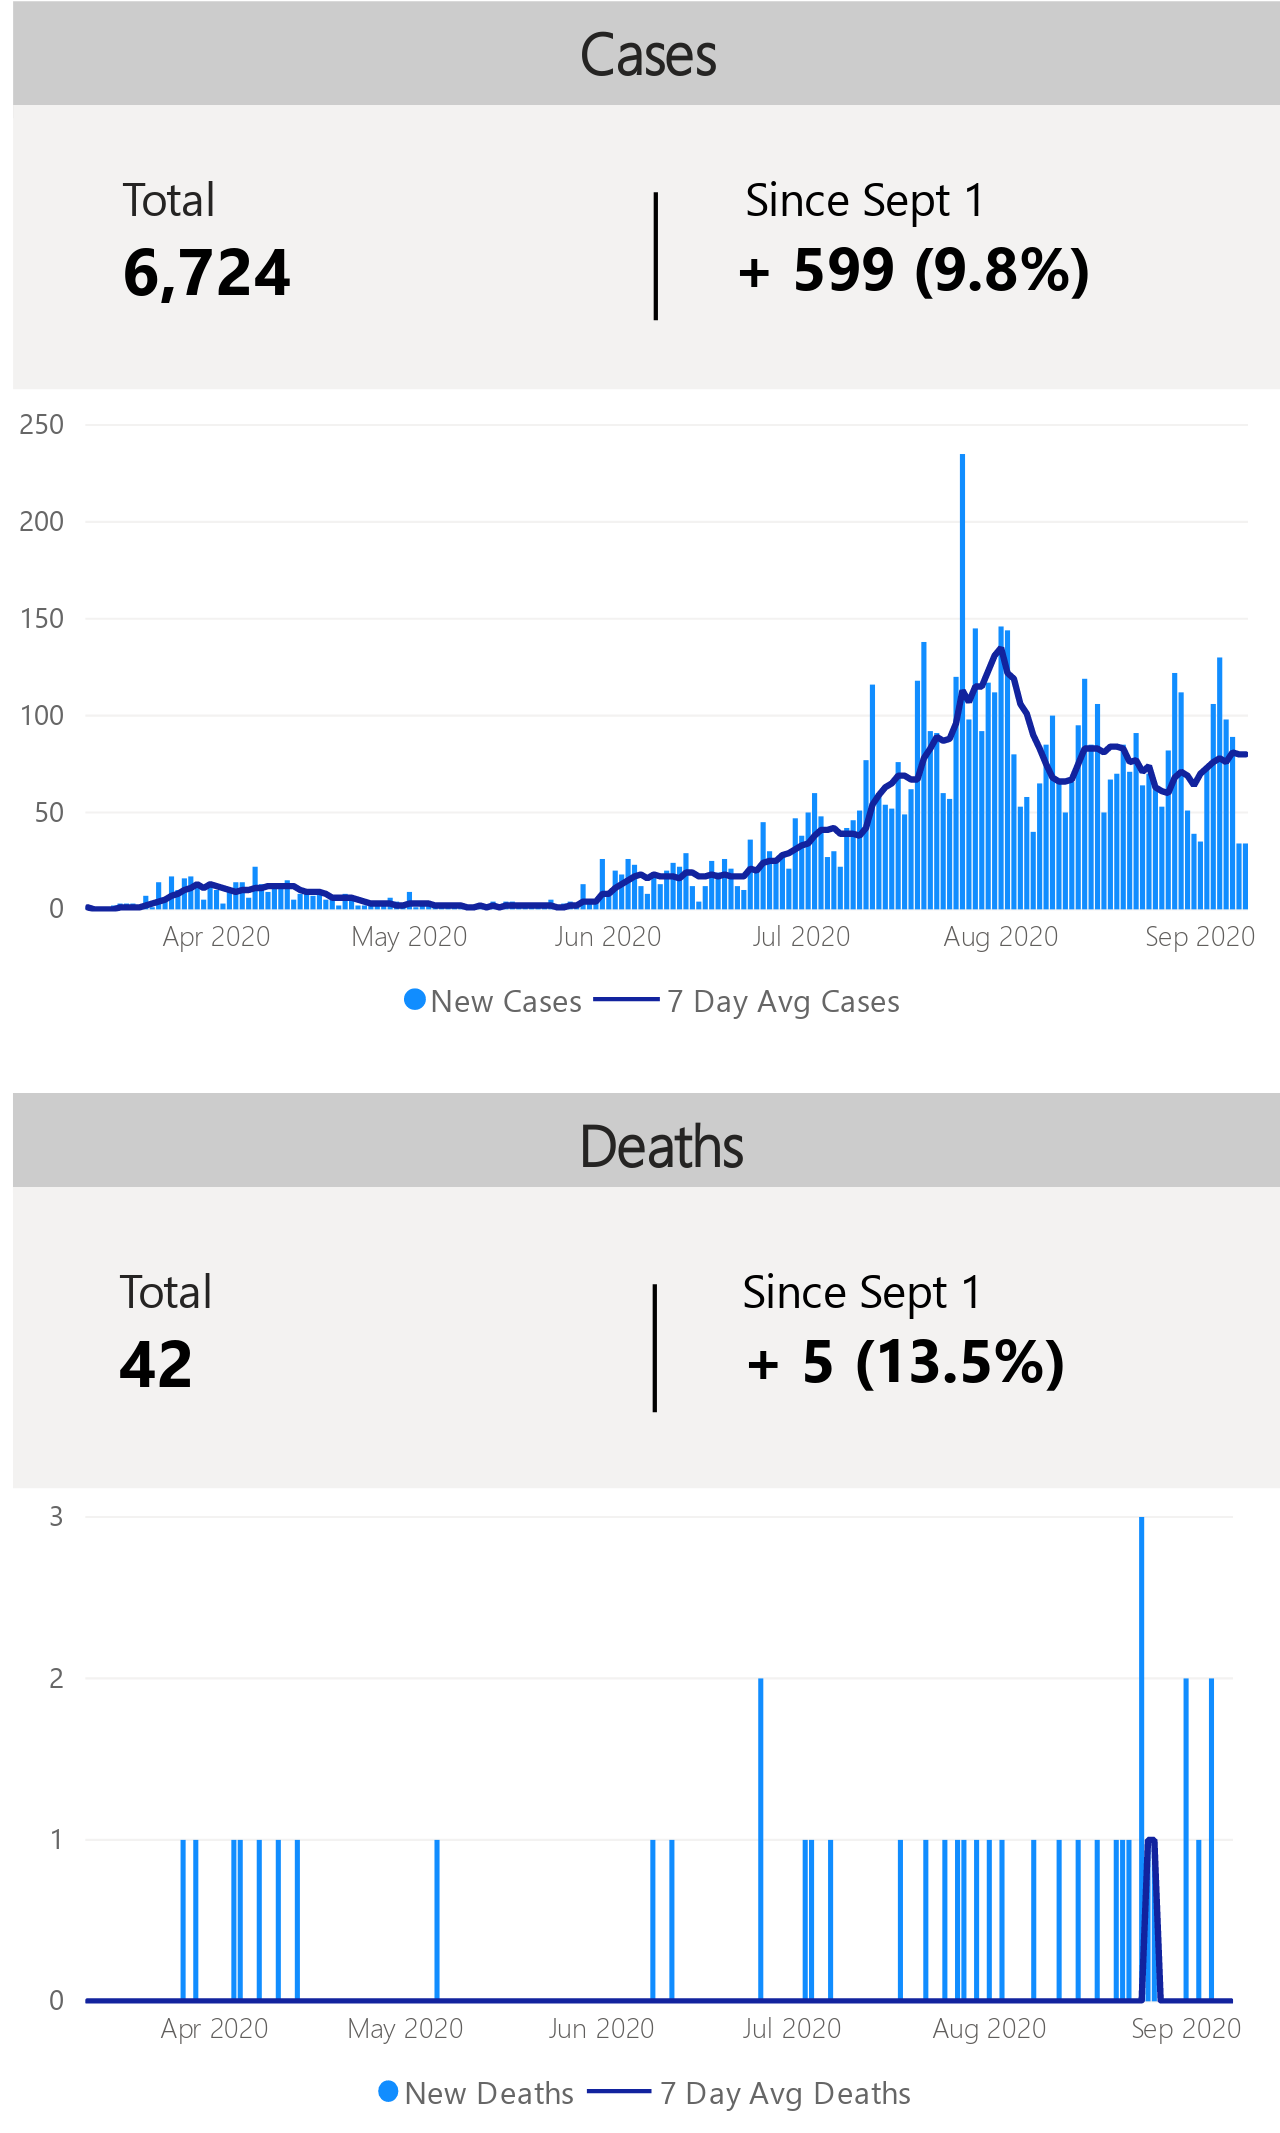 Cases
Total
Since Sept 1
6,724
+ 599 (9.8%)
250
200
150
100
50
0
Apr 2020
May 2020
Jun 2020
Jul 2020
Aug 2020
Sep 2020
New Cases
7 Day Avg Cases
Deaths
Total
Since Sept 1
42
+ 5 (13.5%)
3
2
1
0
Apr 2020
May 2020
Jun 2020
Jul 2020
Aug 2020
Sep 2020
New Deaths
7 Day Avg Deaths